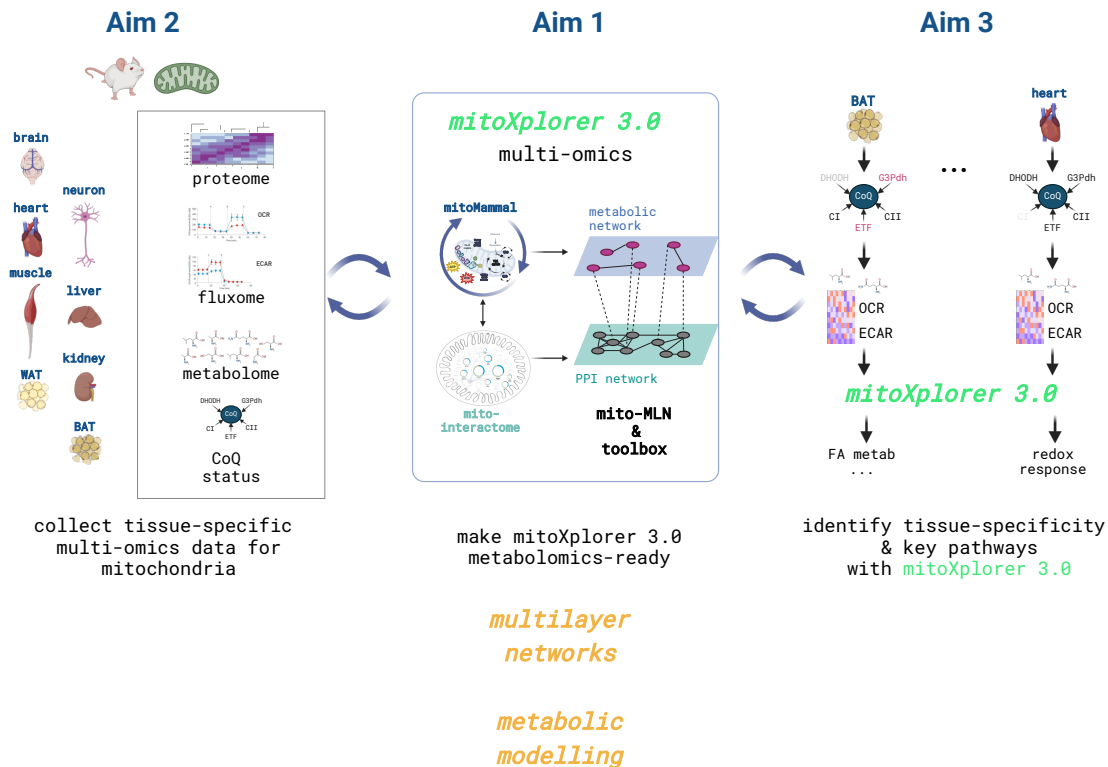 Aim 2
brain
neuron
heart
muscle
liver
kidney
WAT
BAT
proteome
OCR
ECAR
fluxome
metabolome
DHODH
G3Pdh
CoQ
CI
CII
ETF
CoQ
status
collect tissue-specific
multi-omics data for
mitochondria
Aim 1
mitoXplorer 3.0
multi-omics
mitoMammal
metabolic
network
PPI network
mito-
interactome
mito-MLN
&
toolbox
make mitoXplorer 3.0
metabolomics-ready
multilayer
networks
metabolic
modelling
Aim 3
BAT
DHODH
G3Pdh
CoQ
CI
CII
ETF
OCR
ECAR
...
heart
DHODH
G3Pdh
CoQ
CI
CII
ETF
OCR
ECAR
mitoXplorer 3.0
FA metab
...
redox
response
identify tissue-specificity
& key pathways
with mitoXplorer 3.0